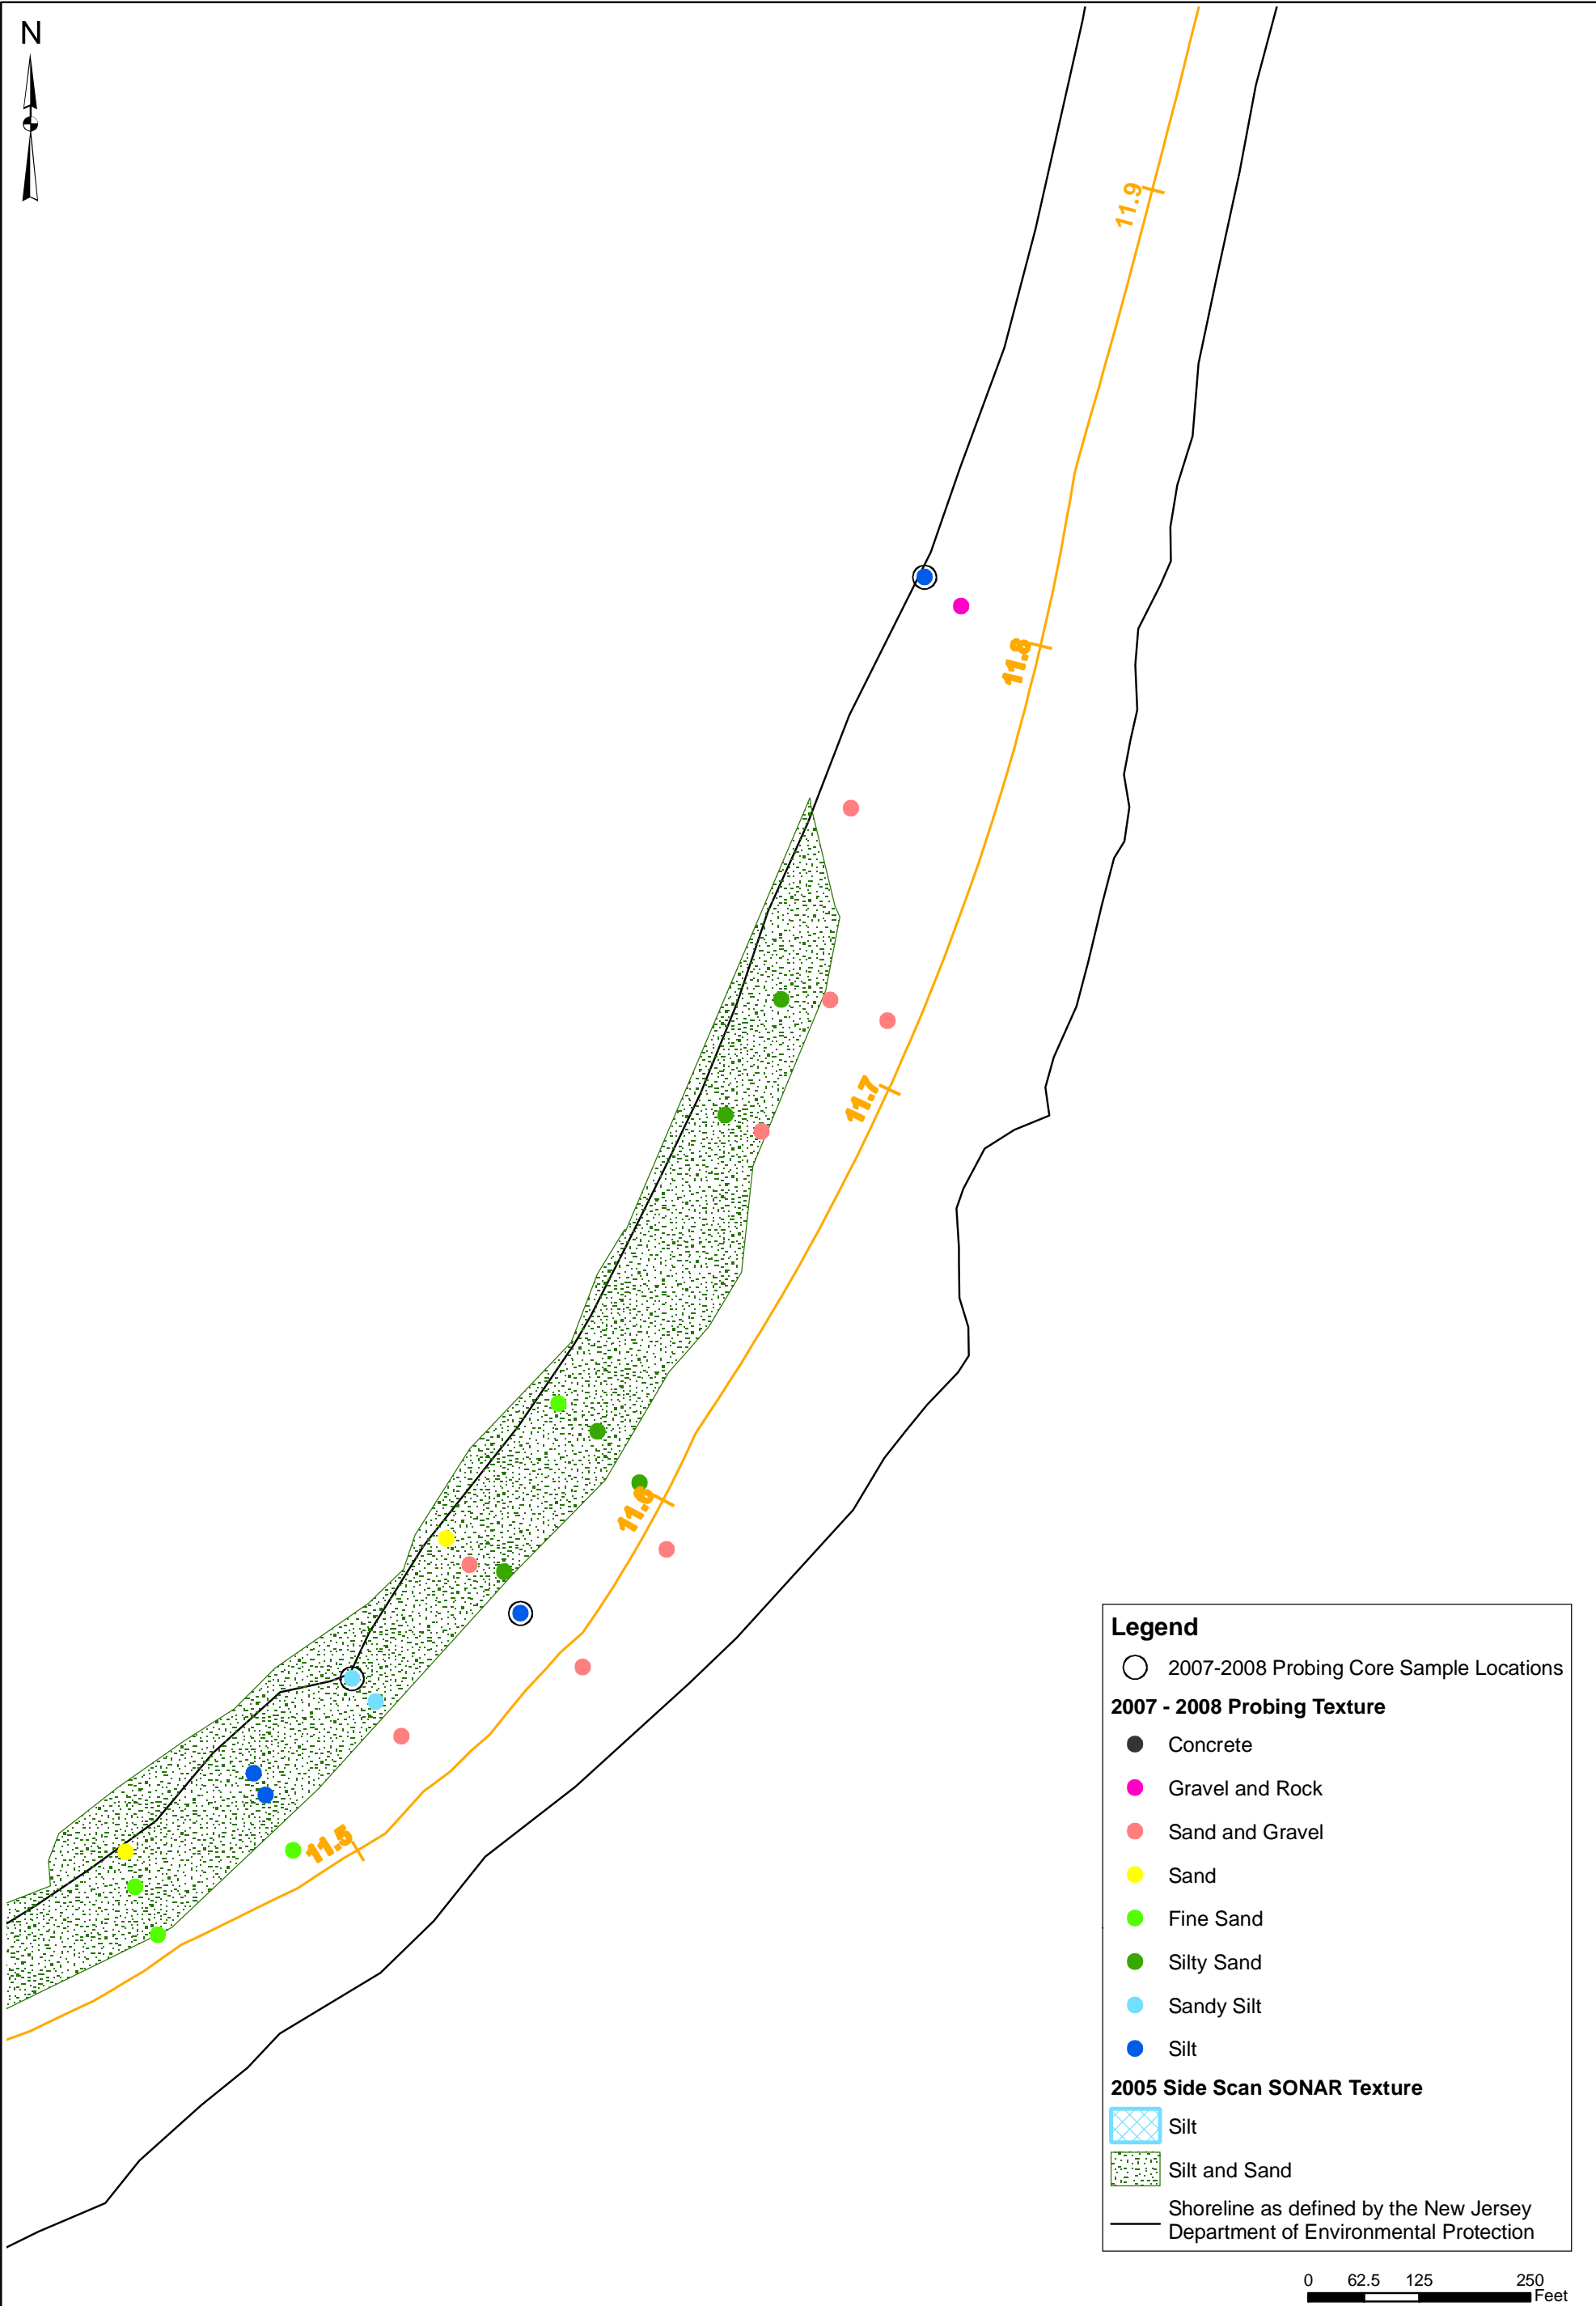 N
11.9
11.8
11.7
11.6
11.5
Legend
2007-2008 Probing Core Sample Locations
2007 - 2008 Probing Texture
Concrete
Gravel and Rock
Sand and Gravel
Sand
Fine Sand
Silty Sand
Sandy Silt
Silt
2005 Side Scan SONAR Texture
Silt
Silt and Sand
Shoreline as defined by the New Jersey
Department of Environmental Protection
0 62.5 125 250
Feet